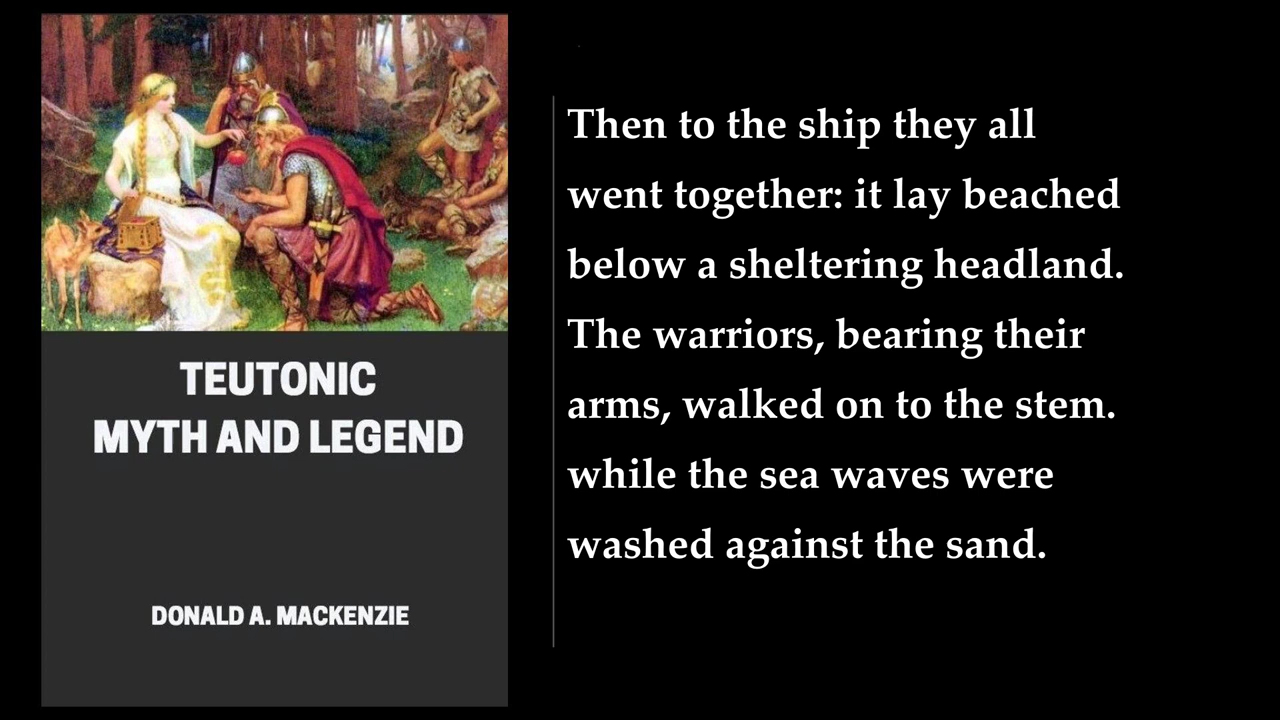 TEUTONIC
MYTH AND LEGEND
DONALD A. MACKENZIE
Then to the ship they all
went together: it lay beached
below a sheltering headland.
The warriors, bearing their
arms, walked on to the stem.
while the sea waves were
washed against the sand.